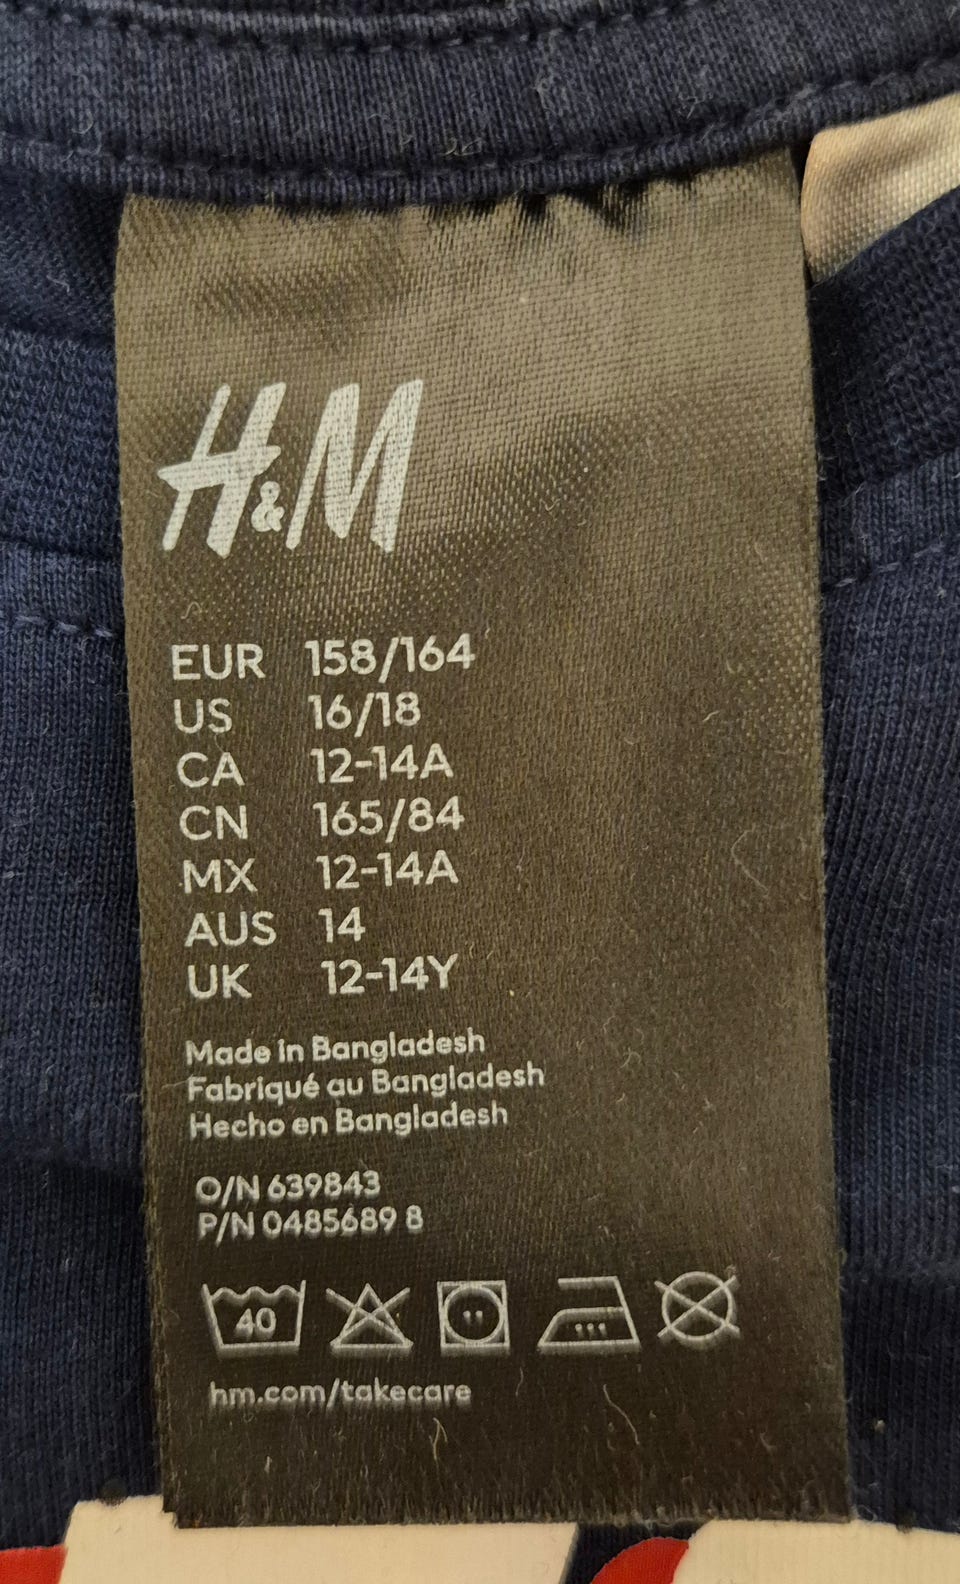 H&M
EUR 158/164
US 16/18
CA 12-14A
CN 165/84
MX 12-14A
AUS 14
UK 12-14Y
Made in Bangladesh
Fabriqué au Bangladesh
Hecho en Bangladesh
O/N 639843
P/N 0485689 8
40
hm.com/takecare